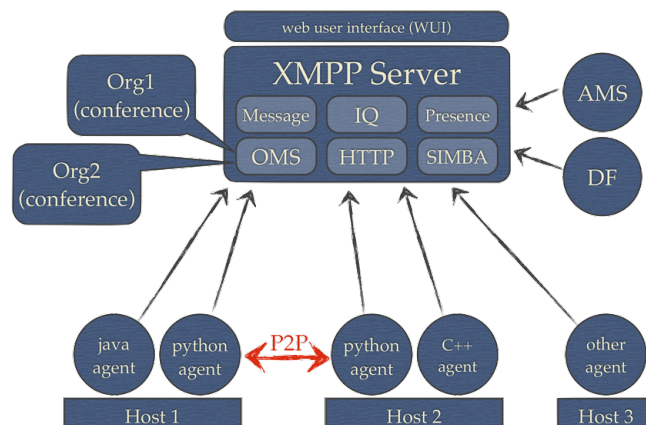 web user interface (WUI)
XMPP Server
Message
IQ
Presence
OMS
HTTP
SIMBA
Org1
(conference)
Org2
(conference)
AMS
DF
java
agent
python
agent
P2P
python
agent
C++
agent
other
agent
Host 1
Host 2
Host 3